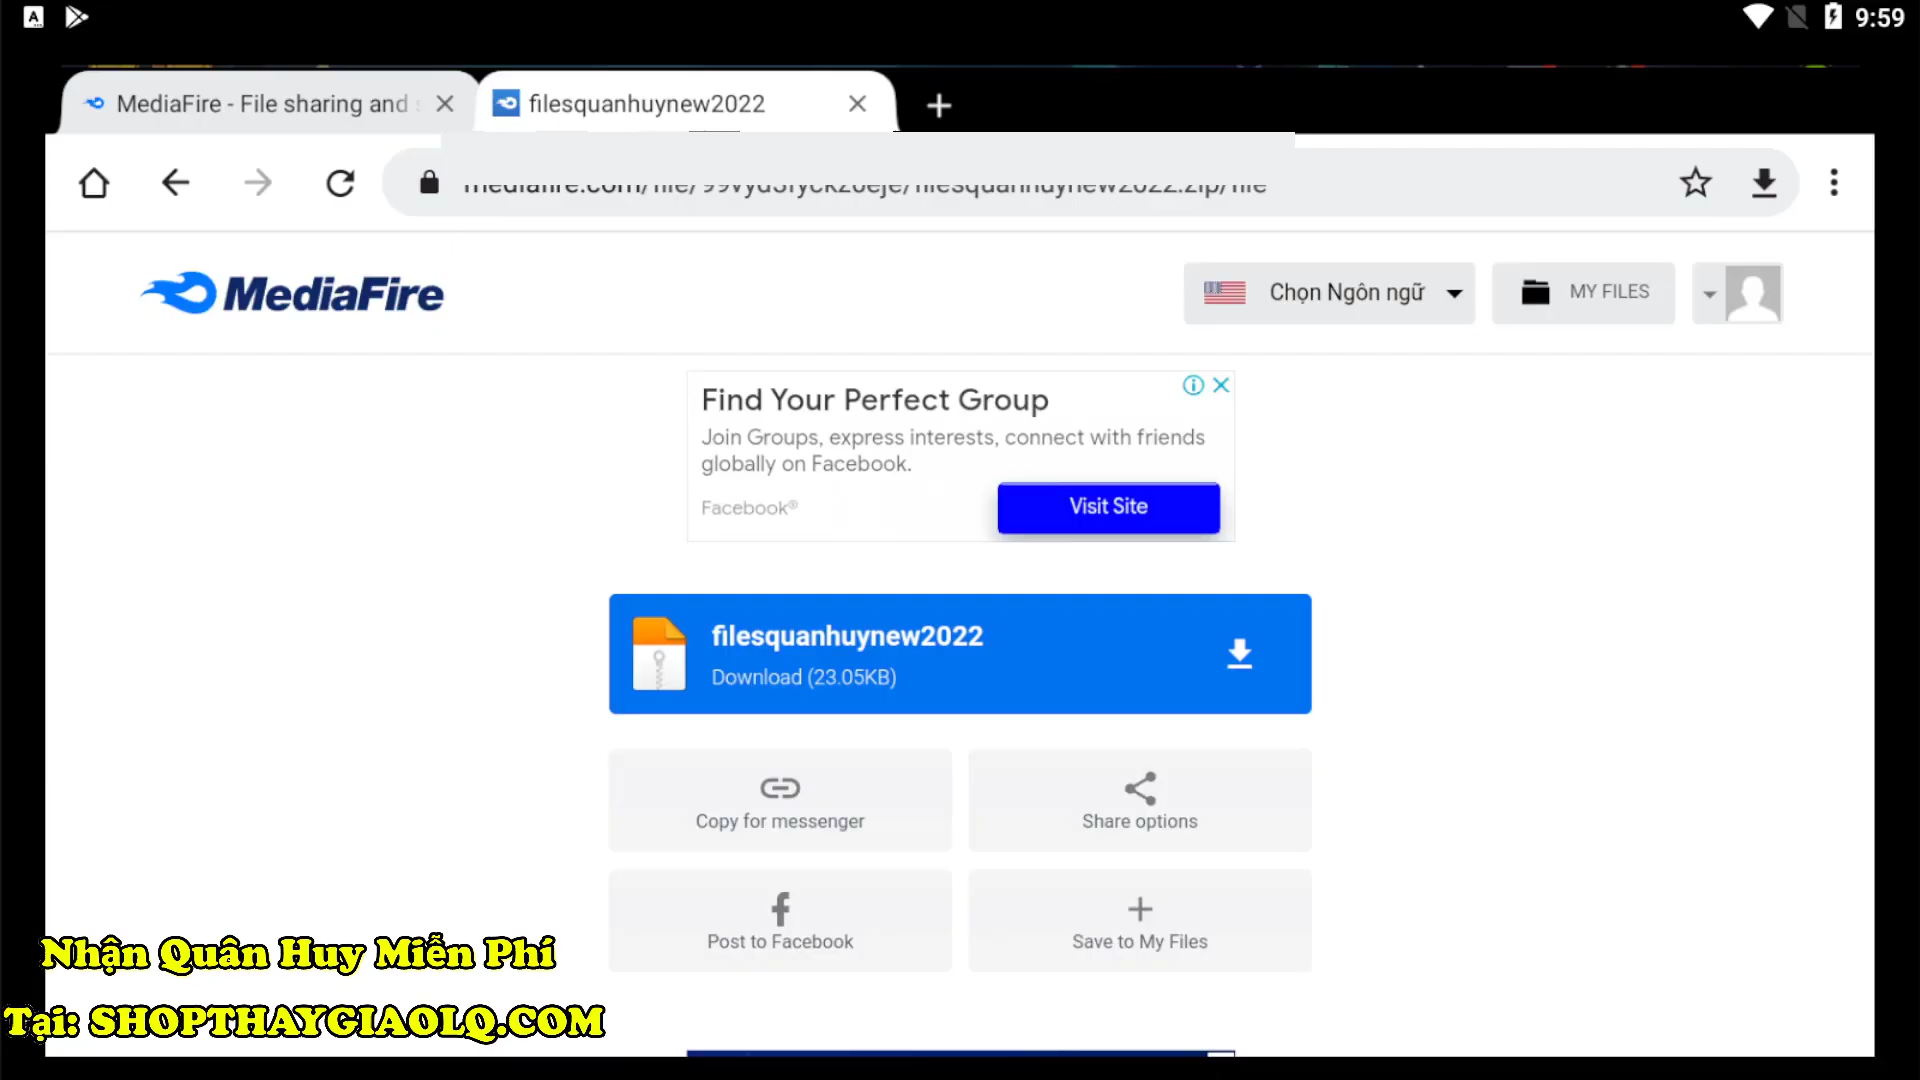 9:59
MediaFire - File sharing and
filesquanhuynew2022
MediaFire
Chọn Ngôn ngữ
MY FILES
Find Your Perfect Group
Join Groups, express interests, connect with friends
globally on Facebook.
Facebook®
Visit Site
filesquanhuynew2022
Download (23.05KB)
Copy for messenger
Share options
Post to Facebook
Save to My Files
Nhận Quân Huy Miễn Phí
Tại: SHOPTHAYGIAOLQ.COM